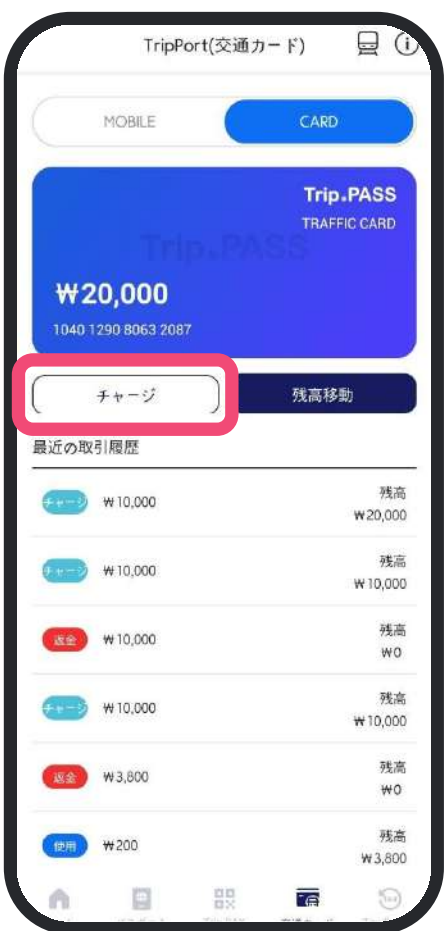 TripPort(交通カード)
MOBILE
CARD
Trip.PASS
TRAFFIC CARD
Trip.PASS
₩20,000
1040 1290 8063 2087
チャージ
残高移動
最近の取引履歴
チャージ ₩10,000 残高
₩20,000
チャージ ₩10,000 残高
₩10,000
返金 ₩10,000 残高
₩0
チャージ ₩10,000 残高
₩10,000
返金 ₩3,800 残高
₩0
使用 ₩200 残高
₩3,800